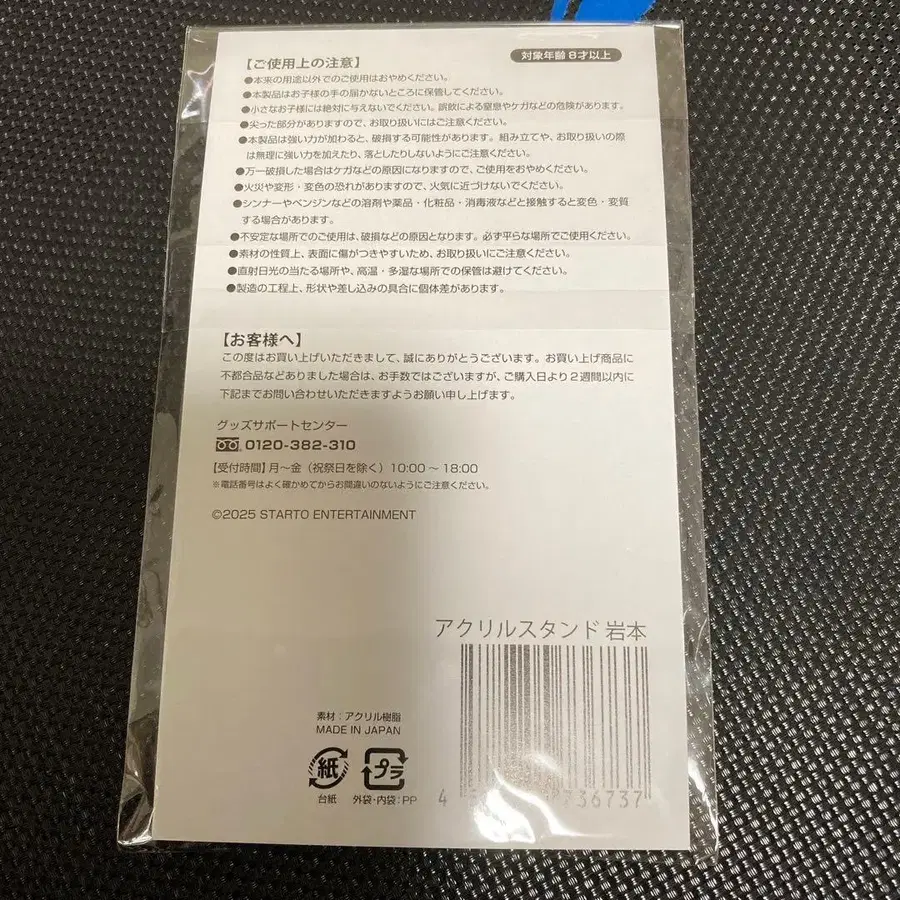 【ご使用上の注意】
対象年齢8才以上
●本来の用途以外でのご使用はおやめください。
●本製品はお子様の手の届かないところに保管してください。
●小さなお子様には絶対に与えないでください。誤飲による窒息やケガなどの危険があります。
●尖った部分がありますので、お取り扱いにはご注意ください。
●本製品は強い力が加わると、破損する可能性があります。組み立てや、お取り扱いの際
は無理に強い力を加えたり、落としたりしないようにご注意ください。
●万一破損した場合はケガなどの原因になりますので、ご使用をおやめください。
●火災や変形・変色の恐れがありますので、火気に近づけないでください。
●シンナーやベンジンなどの溶剤や薬品・化粧品・消毒液などと接触すると変色・変質
する場合があります。
●不安定な場所でのご使用は、破損などの原因となります。必ず平らな場所でご使用ください。
●素材の性質上、表面に傷がつきやすいため、お取り扱いにご注意ください。
●直射日光の当たる場所や、高温・多湿な場所での保管は避けてください。
●製造の工程上、形状や差し込みの具合に個体差があります。
【お客様へ】
この度はお買い上げいただきまして、誠にありがとうございます。お買い上げ商品に
不都合品などありました場合は、お手数ではございますが、ご購入日より2週間以内に
下記までお問い合わせいただきますようお願い申し上げます。
グッズサポートセンター
0120-382-310
【受付時間】月〜金（祝祭日を除く）10:00〜18:00
※電話番号はよく確かめてからお間違いのないようにご注意ください。
©2025 STARTO ENTERTAINMENT
アクリルスタンド 岩本
素材：アクリル樹脂
MADE IN JAPAN
紙 プラ
台紙 外袋・内袋：PP
4 736737